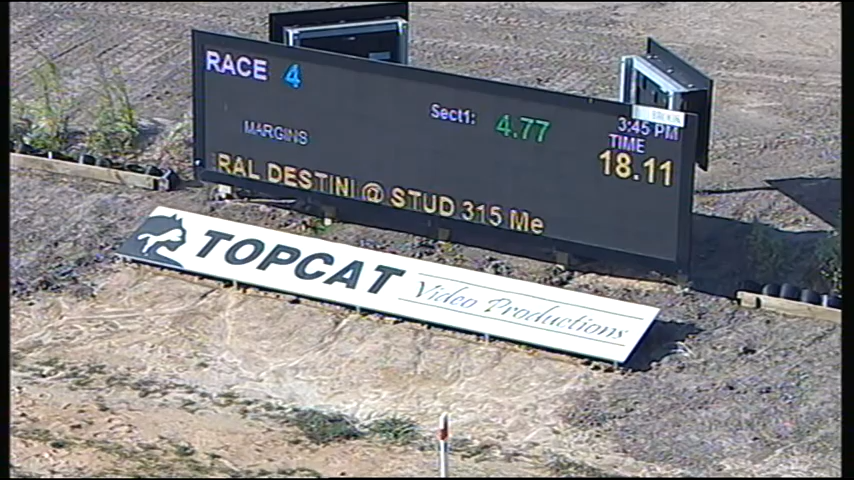 RACE 4
Sect1: 4.77
3:45 PM
MARGINS
TIME
18.11
RAL DESTINI @ STUD 315 Me
TOPCAT Video Productions